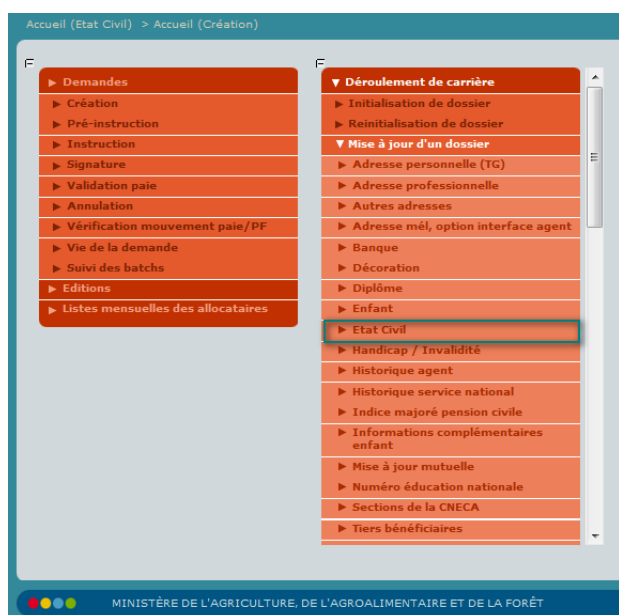 Accueil (Etat Civil) > Accueil (Création)
Demandes
Création
Pré-instruction
Instruction
Signature
Validation paie
Annulation
Vérification mouvement paie/PF
Vie de la demande
Suivi des batchs
Editions
Listes mensuelles des allocataires
Déroulement de carrière
Initialisation de dossier
Reinitialisation de dossier
Mise à jour d'un dossier
Adresse personnelle (TG)
Adresse professionnelle
Autres adresses
Adresse mél, option interface agent
Banque
Décoration
Diplôme
Enfant
Etat Civil
Handicap / Invalidité
Historique agent
Historique service national
Indice majoré pension civile
Informations complémentaires
enfant
Mise à jour mutuelle
Numéro éducation nationale
Sections de la CNECA
Tiers bénéficiaires
MINISTÈRE DE L'AGRICULTURE, DE L'AGROALIMENTAIRE ET DE LA FORÊT